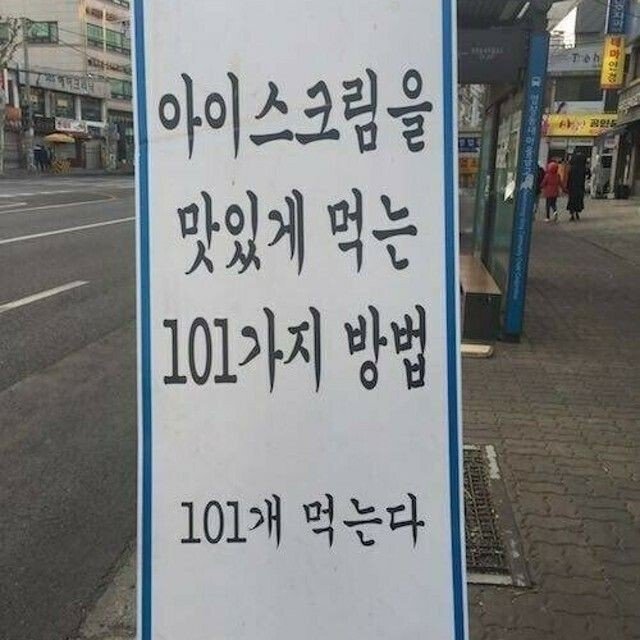 아이스크림을
맛있게 먹는
101가지 방법
101개 먹는다